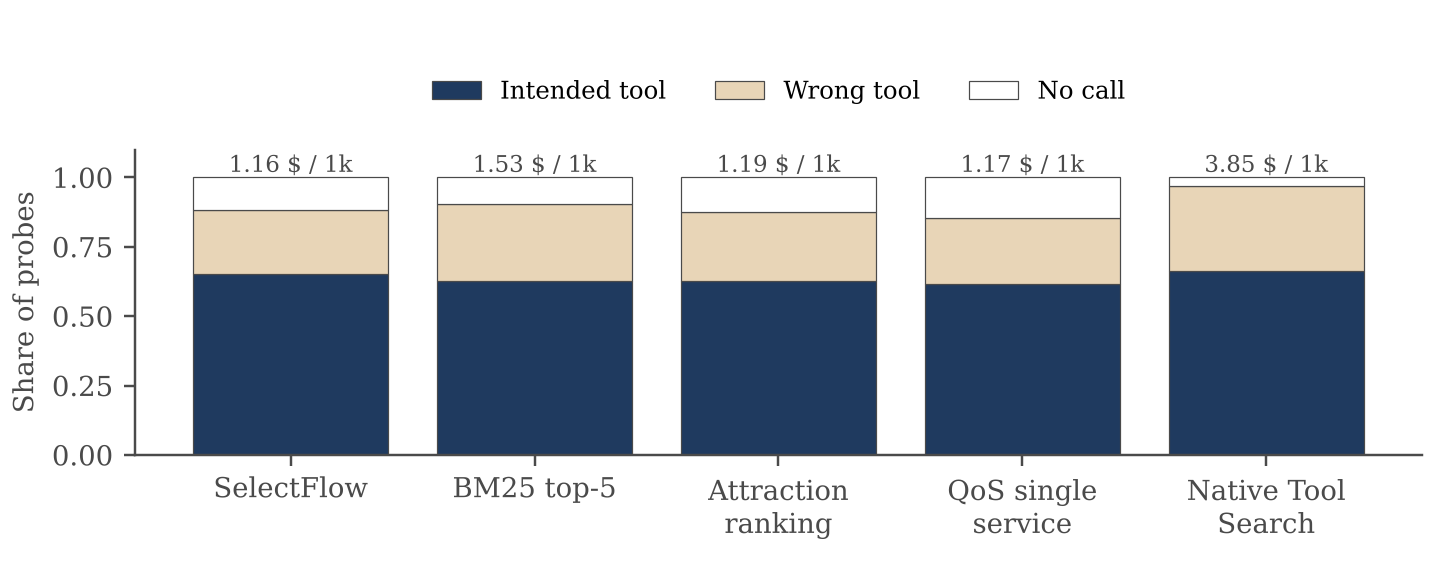 Intended tool
Wrong tool
No call
1.16 $ / 1k
1.53 $ / 1k
1.19 $ / 1k
1.17 $ / 1k
3.85 $ / 1k
Share of probes
1.00
0.75
0.50
0.25
0.00
SelectFlow
BM25 top-5
Attraction
ranking
QoS single
service
Native Tool
Search